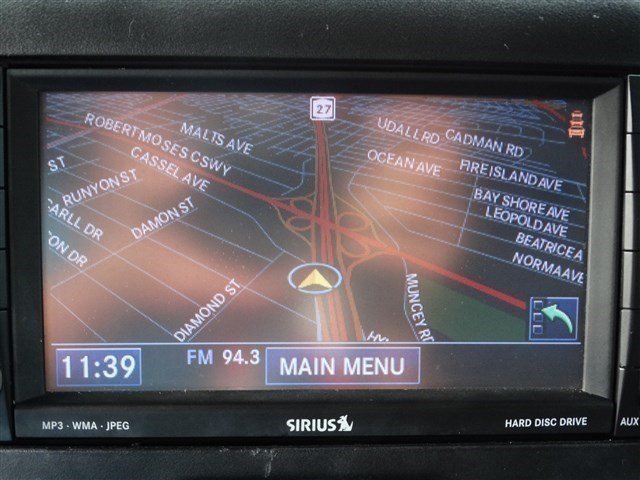 27
ROBERT MOSES CSWY
MALTS AVE
UDALL RD
CADMAN RD
CASSEL AVE
OCEAN AVE
FIRE ISLAND AVE
ST
RUNYON ST
BAY SHORE AVE
CARLL DR
DAMON ST
LEOPOLD AVE
ON DR
BEATRICE A
NORMA AVE
DIAMOND ST
MUNCEY RD
HW
11:39
FM 94.3
MAIN MENU
MP3 · WMA · JPEG
SIRIUS
HARD DISC DRIVE
AUX